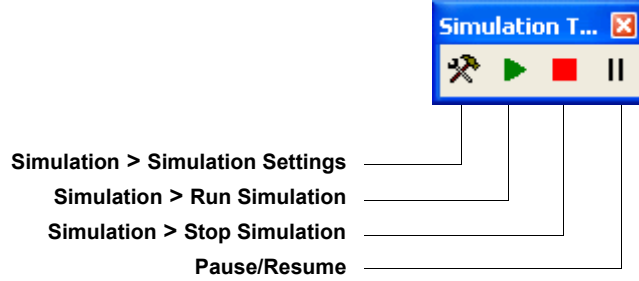 Simulation T...
Simulation > Simulation Settings
Simulation > Run Simulation
Simulation > Stop Simulation
Pause/Resume